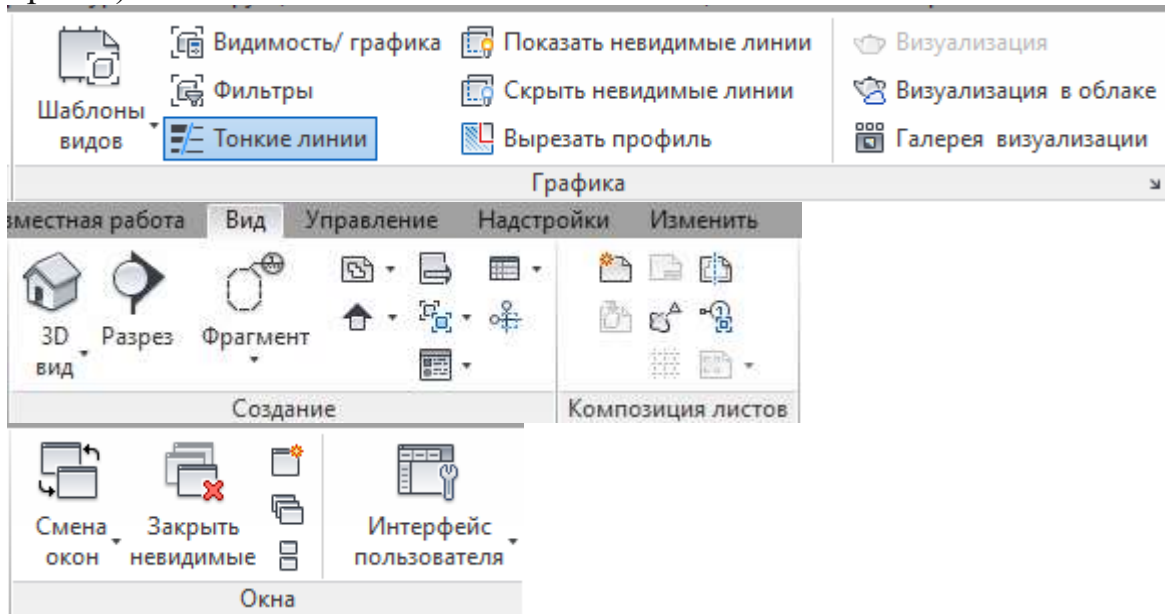 Шаблоны видов
Видимость/ графика
Фильтры
Тонкие линии
Показать невидимые линии
Скрыть невидимые линии
Вырезать профиль
Визуализация
Визуализация в облаке
Галерея визуализации
Графика
вместная работа Вид Управление Надстройки Изменить
3D вид
Разрез
Фрагмент
Создание
Композиция листов
Смена окон
Закрыть невидимые
Интерфейс пользователя
Окна